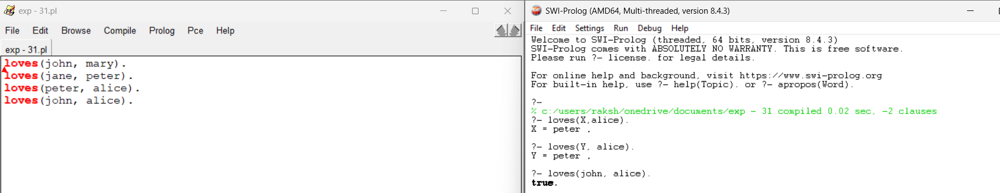 exp - 31.pl
File Edit Browse Compile Prolog Pce Help
exp - 31.pl
loves(john, mary).
loves(jane, peter).
loves(peter, alice).
loves(john, alice).
SWI-Prolog (AMD64, Multi-threaded, version 8.4.3)
File Edit Settings Run Debug Help
Welcome to SWI-Prolog (threaded, 64 bits, version 8.4.3)
SWI-Prolog comes with ABSOLUTELY NO WARRANTY. This is free software.
Please run ?- license. for legal details.
For online help and background, visit https://www.swi-prolog.org
For built-in help, use ?- help(Topic). or ?- apropos(Word).
?-
% c:/users/raksh/onedrive/documents/exp - 31 compiled 0.02 sec, -2 clauses
?- loves(X,alice).
X = peter ,
?- loves(Y, alice).
Y = peter ,
?- loves(john, alice).
true.